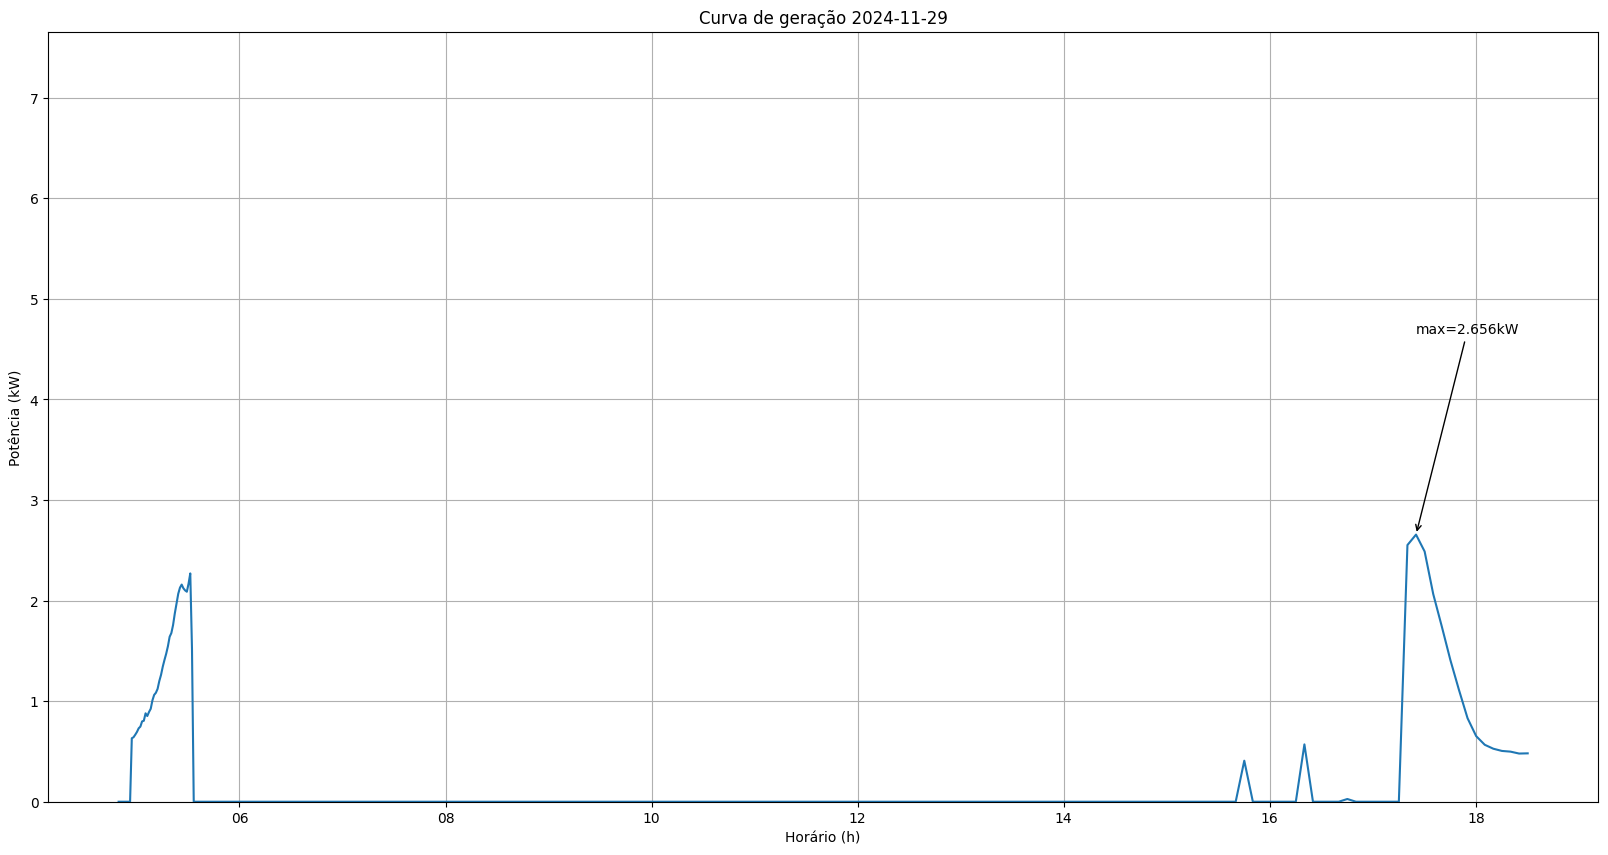 Curva de geração 2024-11-29
7
6
5
max=2.656kW
4
Potência (kW)
3
2
1
0
06 08 10 12 14 16 18
Horário (h)